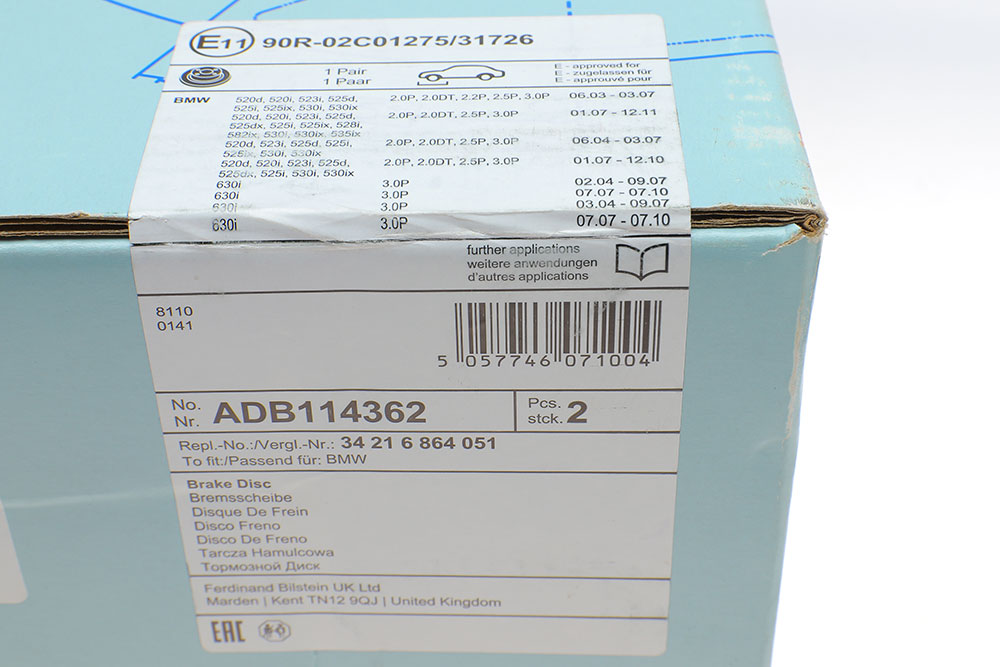 E11 90R-02C01275/31726
1 Pair
1 Paar
E - approved for
E - zugelassen für
E - approuvé pour
BMW 520d, 520i, 523i, 525d, 2.0P, 2.0DT, 2.2P, 2.5P, 3.0P 06.03 - 03.07
525i, 525ix, 530i, 530ix
520d, 520i, 523i, 525d, 2.0P, 2.0DT, 2.5P, 3.0P 01.07 - 12.11
525dx, 525i, 525ix, 528i,
582ix, 530i, 530ix, 535ix
520d, 523i, 525d, 525i, 2.0P, 2.0DT, 2.5P, 3.0P 06.04 - 03.07
525ix, 530i, 530ix
520d, 520i, 523i, 525d, 2.0P, 2.0DT, 2.5P, 3.0P 01.07 - 12.10
525dx, 525i, 530i, 530ix
630i 3.0P 02.04 - 09.07
630i 3.0P 07.07 - 07.10
630i 3.0P 03.04 - 09.07
630i 3.0P 07.07 - 07.10
further applications
weitere anwendungen
d'autres applications
8110
0141
5 057746 071004
No. Nr. ADB114362 Pcs. stck. 2
Repl.-No.:/Vergl.-Nr.: 34 21 6 864 051
To fit:/Passend für: BMW
Brake Disc
Bremsscheibe
Disque De Frein
Disco Freno
Disco De Freno
Tarcza Hamulcowa
Тормозной Диск
Ferdinand Bilstein UK Ltd
Marden | Kent TN12 9QJ | United Kingdom
EAC